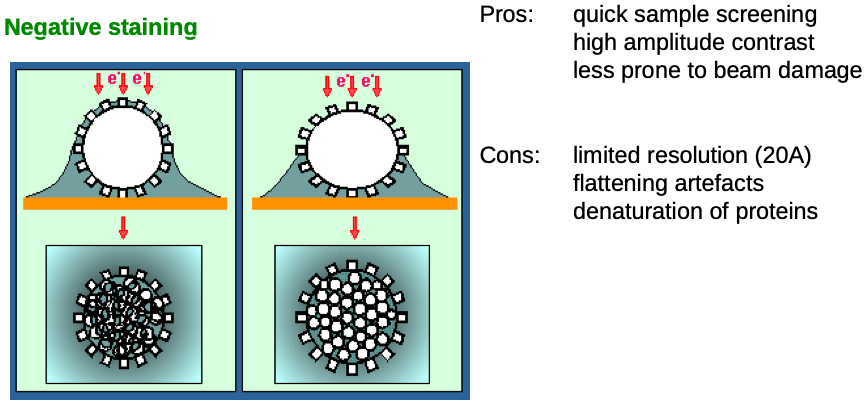 Negative staining
Pros: quick sample screening
high amplitude contrast
less prone to beam damage
e- e-
e- e-
Cons: limited resolution (20A)
flattening artefacts
denaturation of proteins